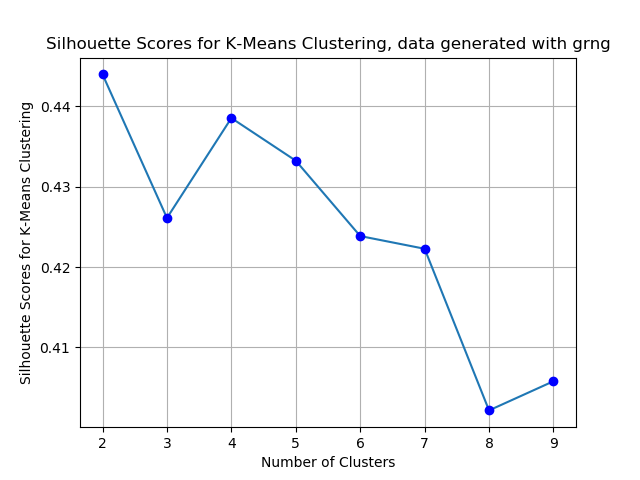 Silhouette Scores for K-Means Clustering, data generated with grng
Silhouette Scores for K-Means Clustering
0.44
0.43
0.42
0.41
2 3 4 5 6 7 8 9
Number of Clusters